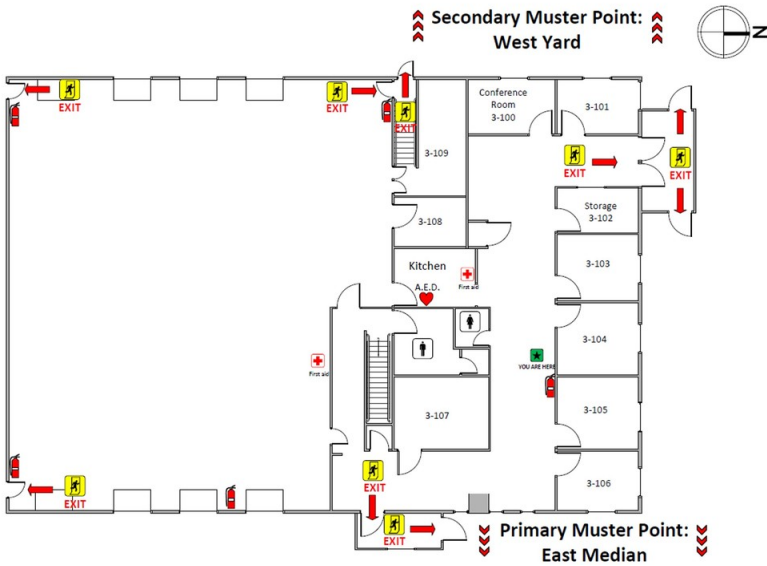 Secondary Muster Point:
West Yard
N
EXIT
EXIT
EXIT
Conference
Room
3-100
3-101
EXIT
EXIT
3-109
Storage
3-102
3-108
3-103
Kitchen
A.E.D.
First aid
3-104
YOU ARE HERE
First aid
3-107
3-105
3-106
EXIT
EXIT
EXIT
Primary Muster Point:
East Median